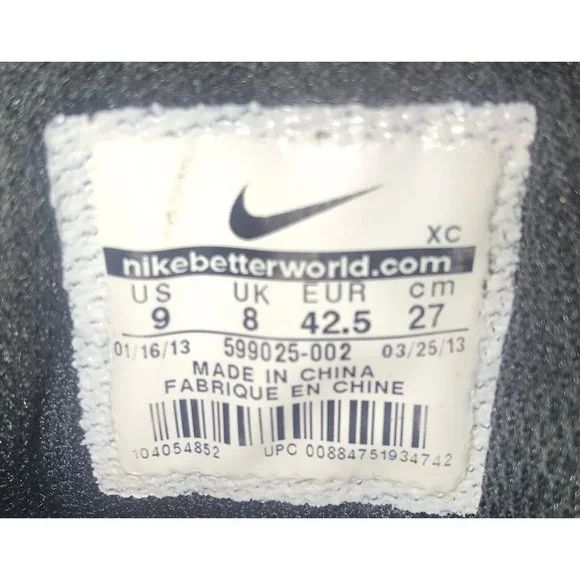 XC
nikebetterworld.com
US UK EUR cm
9 8 42.5 27
01/16/13 599025-002 03/25/13
MADE IN CHINA
FABRIQUE EN CHINE
104054852 UPC 00884751934742